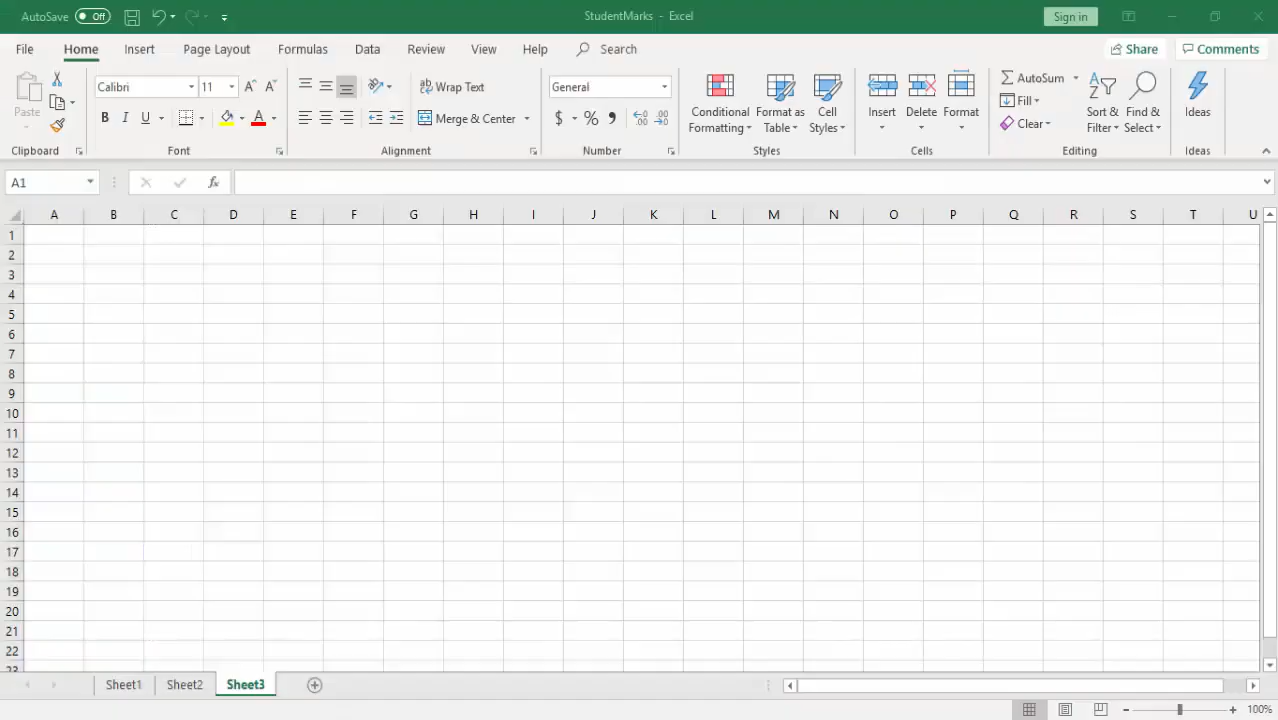 AutoSave Off StudentMarks - Excel Sign in
File Home Insert Page Layout Formulas Data Review View Help Search Share Comments
Paste
Clipboard
Calibri 11 A A
B I U A
Font
ab Wrap Text
Merge & Center
Alignment
General
$ % , .00 .0
Number
Conditional Formatting
Format as Table
Cell Styles
Styles
Insert Delete Format
Cells
AutoSum
Fill
Clear
Sort & Filter
Find & Select
Editing
Ideas
Ideas
A1 fx
A B C D E F G H I J K L M N O P Q R S T U
1
2
3
4
5
6
7
8
9
10
11
12
13
14
15
16
17
18
19
20
21
22
23
Sheet1 Sheet2 Sheet3
100%